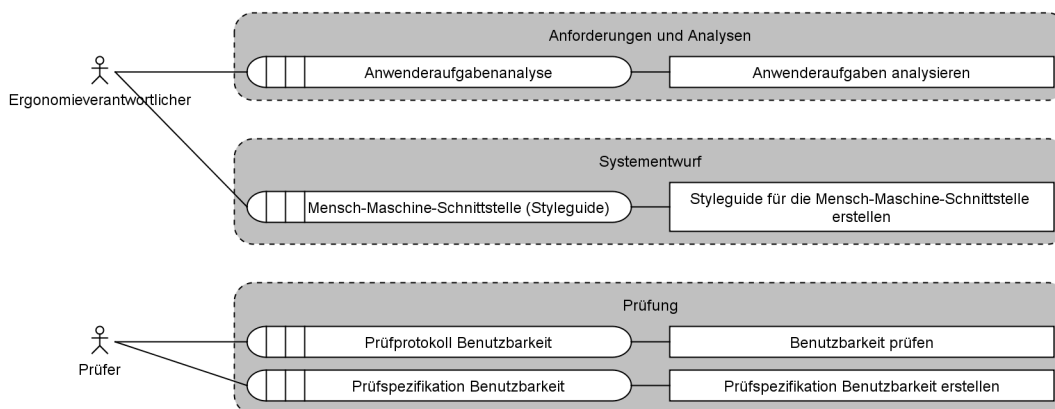 Anforderungen und Analysen
Anwenderaufgabenanalyse
Anwenderaufgaben analysieren
Ergonomieverantwortlicher
Systementwurf
Mensch-Maschine-Schnittstelle (Styleguide)
Styleguide für die Mensch-Maschine-Schnittstelle
erstellen
Prüfung
Prüfprotokoll Benutzbarkeit
Benutzbarkeit prüfen
Prüfer
Prüfspezifikation Benutzbarkeit
Prüfspezifikation Benutzbarkeit erstellen